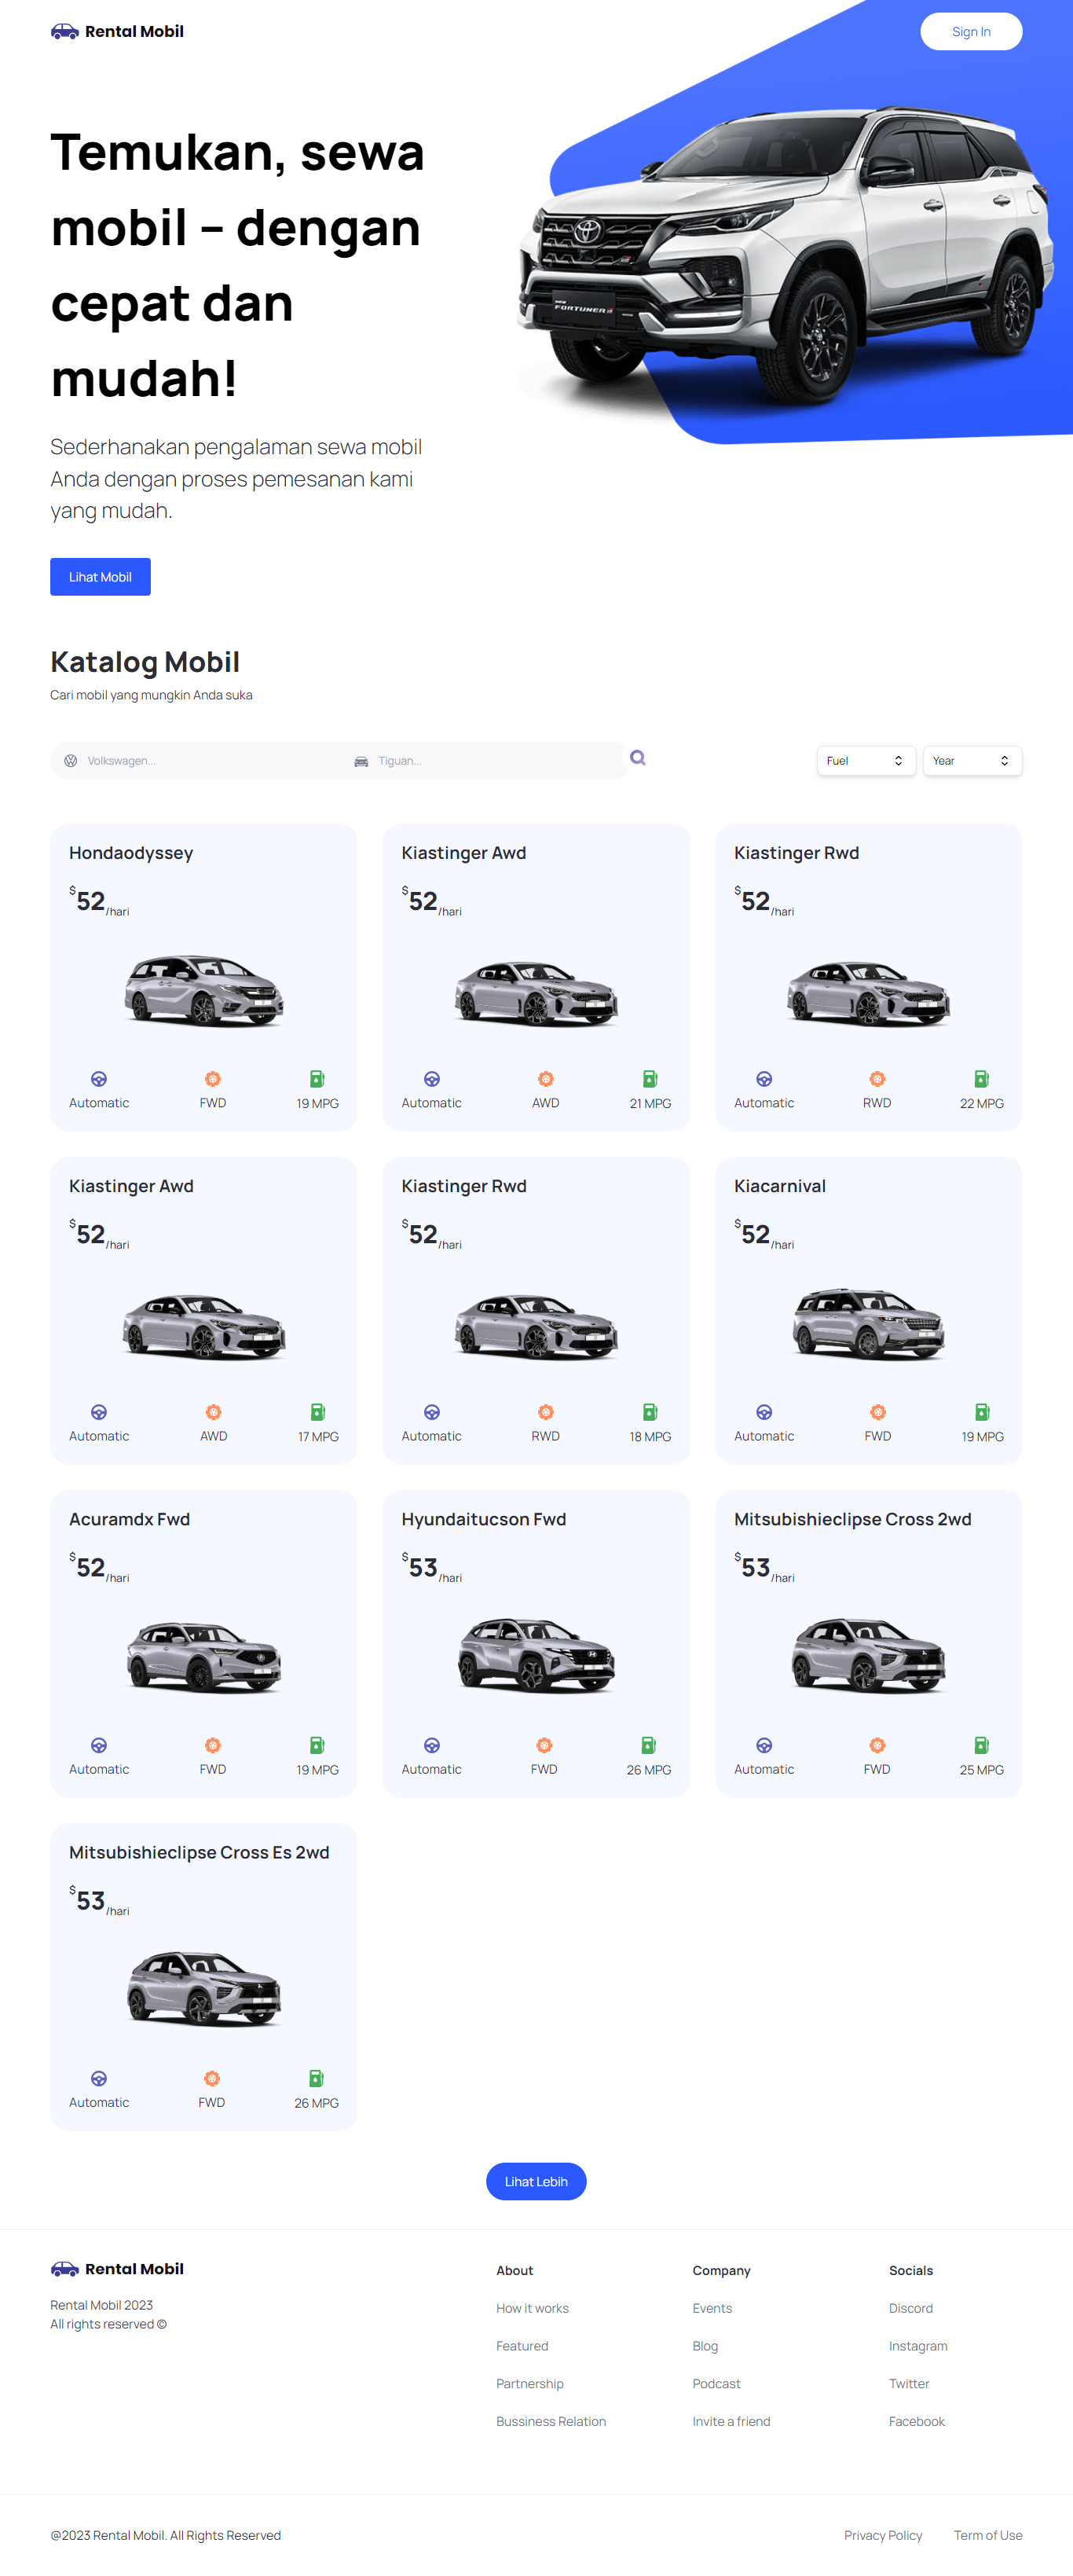 Rental Mobil
Sign In
Temukan, sewa
mobil – dengan
cepat dan
mudah!
Sederhanakan pengalaman sewa mobil
Anda dengan proses pemesanan kami
yang mudah.
Lihat Mobil
NEW
FORTUNER
Katalog Mobil
Cari mobil yang mungkin Anda suka
Volkswagen...
Tiguan...
Fuel
Year
Hondaodyssey
$52/hari
Automatic
FWD
19 MPG
Kiastinger Awd
$52/hari
Automatic
AWD
21 MPG
Kiastinger Rwd
$52/hari
Automatic
RWD
22 MPG
Kiastinger Awd
$52/hari
Automatic
AWD
17 MPG
Kiastinger Rwd
$52/hari
Automatic
RWD
18 MPG
Kiacarnival
$52/hari
Automatic
FWD
19 MPG
Acuramdx Fwd
$52/hari
Automatic
FWD
19 MPG
Hyundaitucson Fwd
$53/hari
Automatic
FWD
26 MPG
Mitsubishieclipse Cross 2wd
$53/hari
Automatic
FWD
25 MPG
Mitsubishieclipse Cross Es 2wd
$53/hari
Automatic
FWD
26 MPG
Lihat Lebih
Rental Mobil
Rental Mobil 2023
All rights reserved ©
About
How it works
Featured
Partnership
Bussiness Relation
Company
Events
Blog
Podcast
Invite a friend
Socials
Discord
Instagram
Twitter
Facebook
@2023 Rental Mobil. All Rights Reserved
Privacy Policy
Term of Use